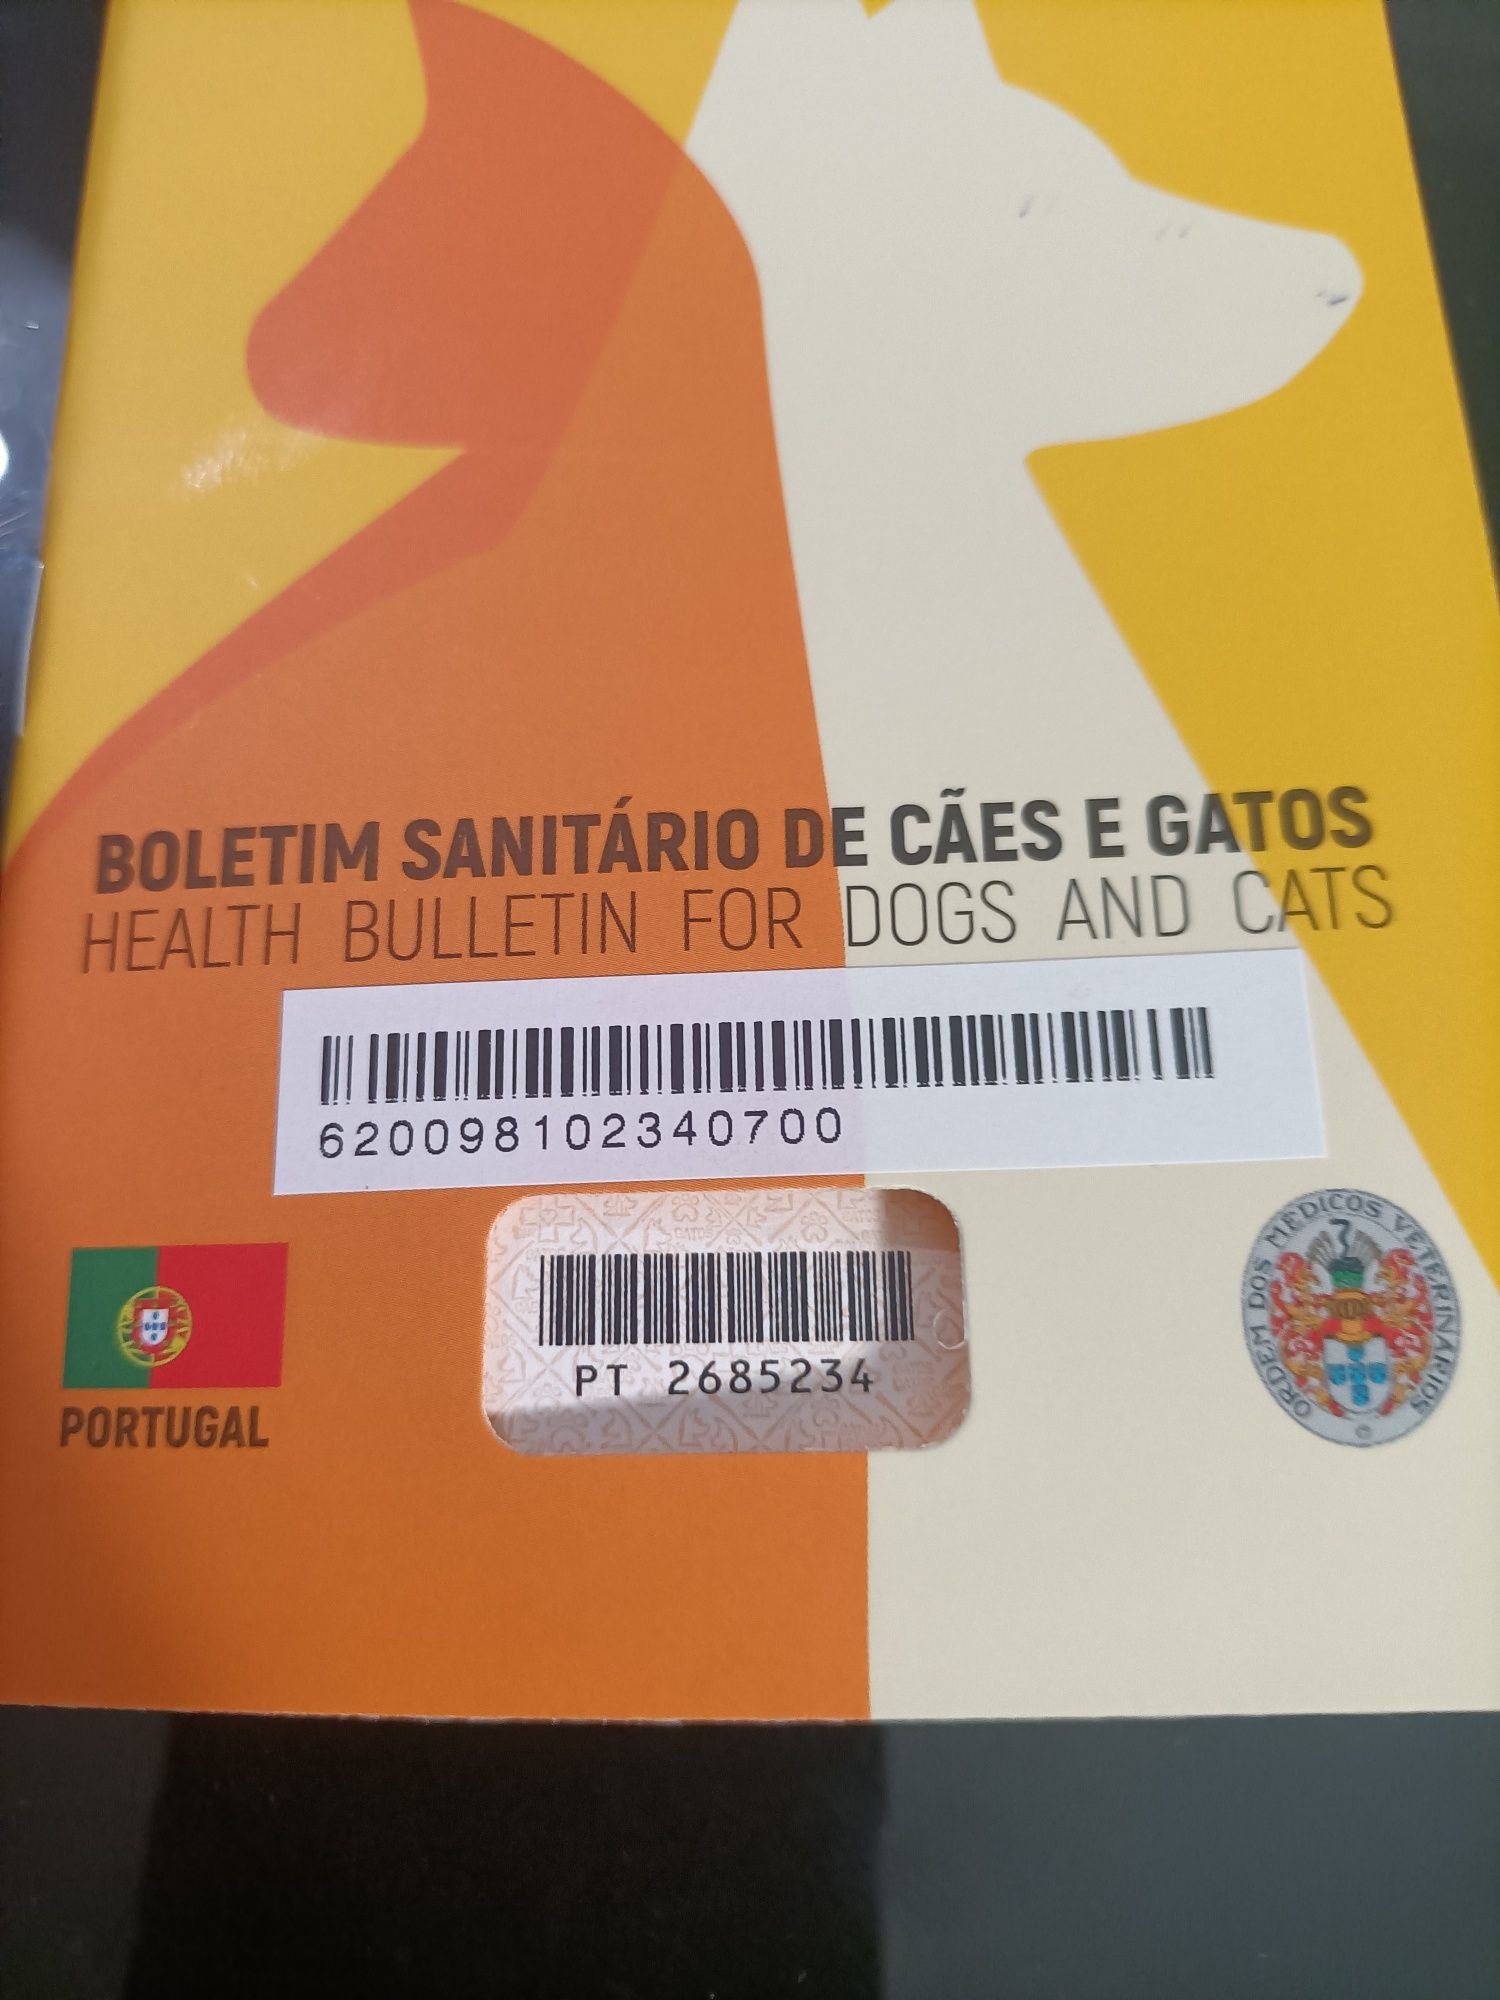 BOLETIM SANITÁRIO DE CÃES E GATOS
HEALTH BULLETIN FOR DOGS AND CATS
620098102340700
PT 2685234
PORTUGAL
ORDEM DOS MÉDICOS VETERINÁRIOS